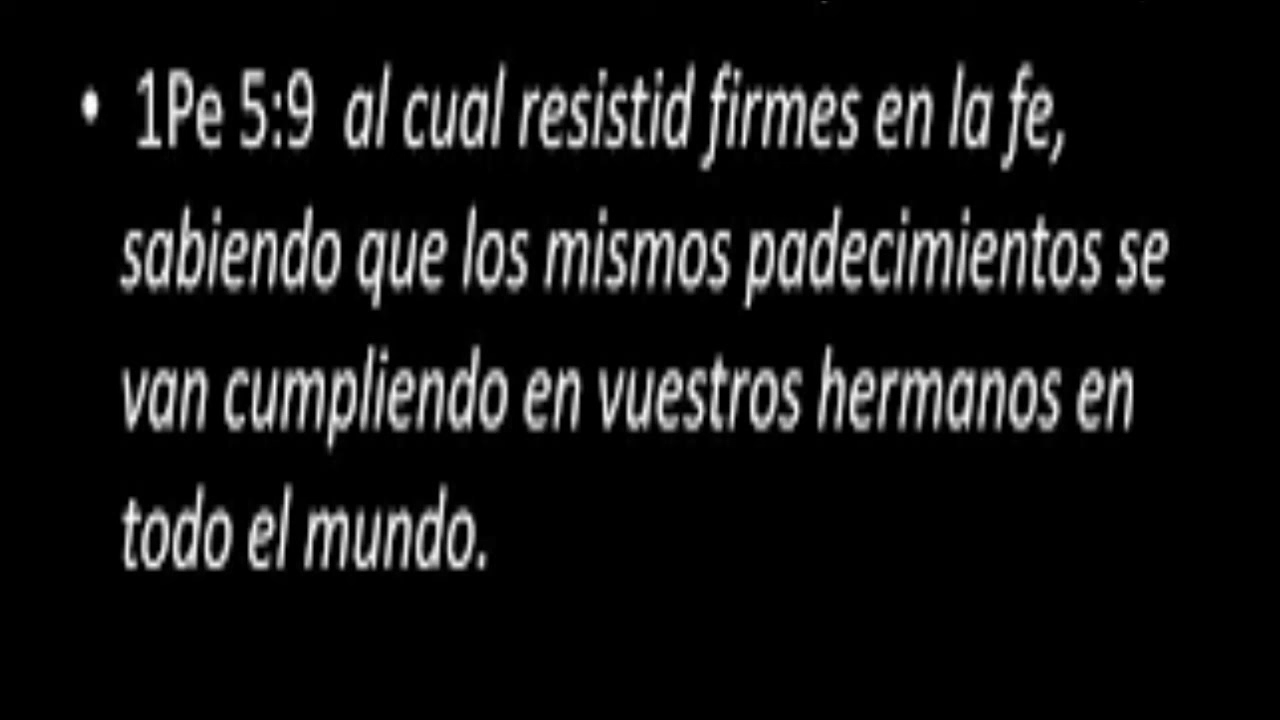 • 1Pe 5:9 al cual resistid firmes en la fe,
sabiendo que los mismos padecimientos se
van cumpliendo en vuestros hermanos en
todo el mundo.